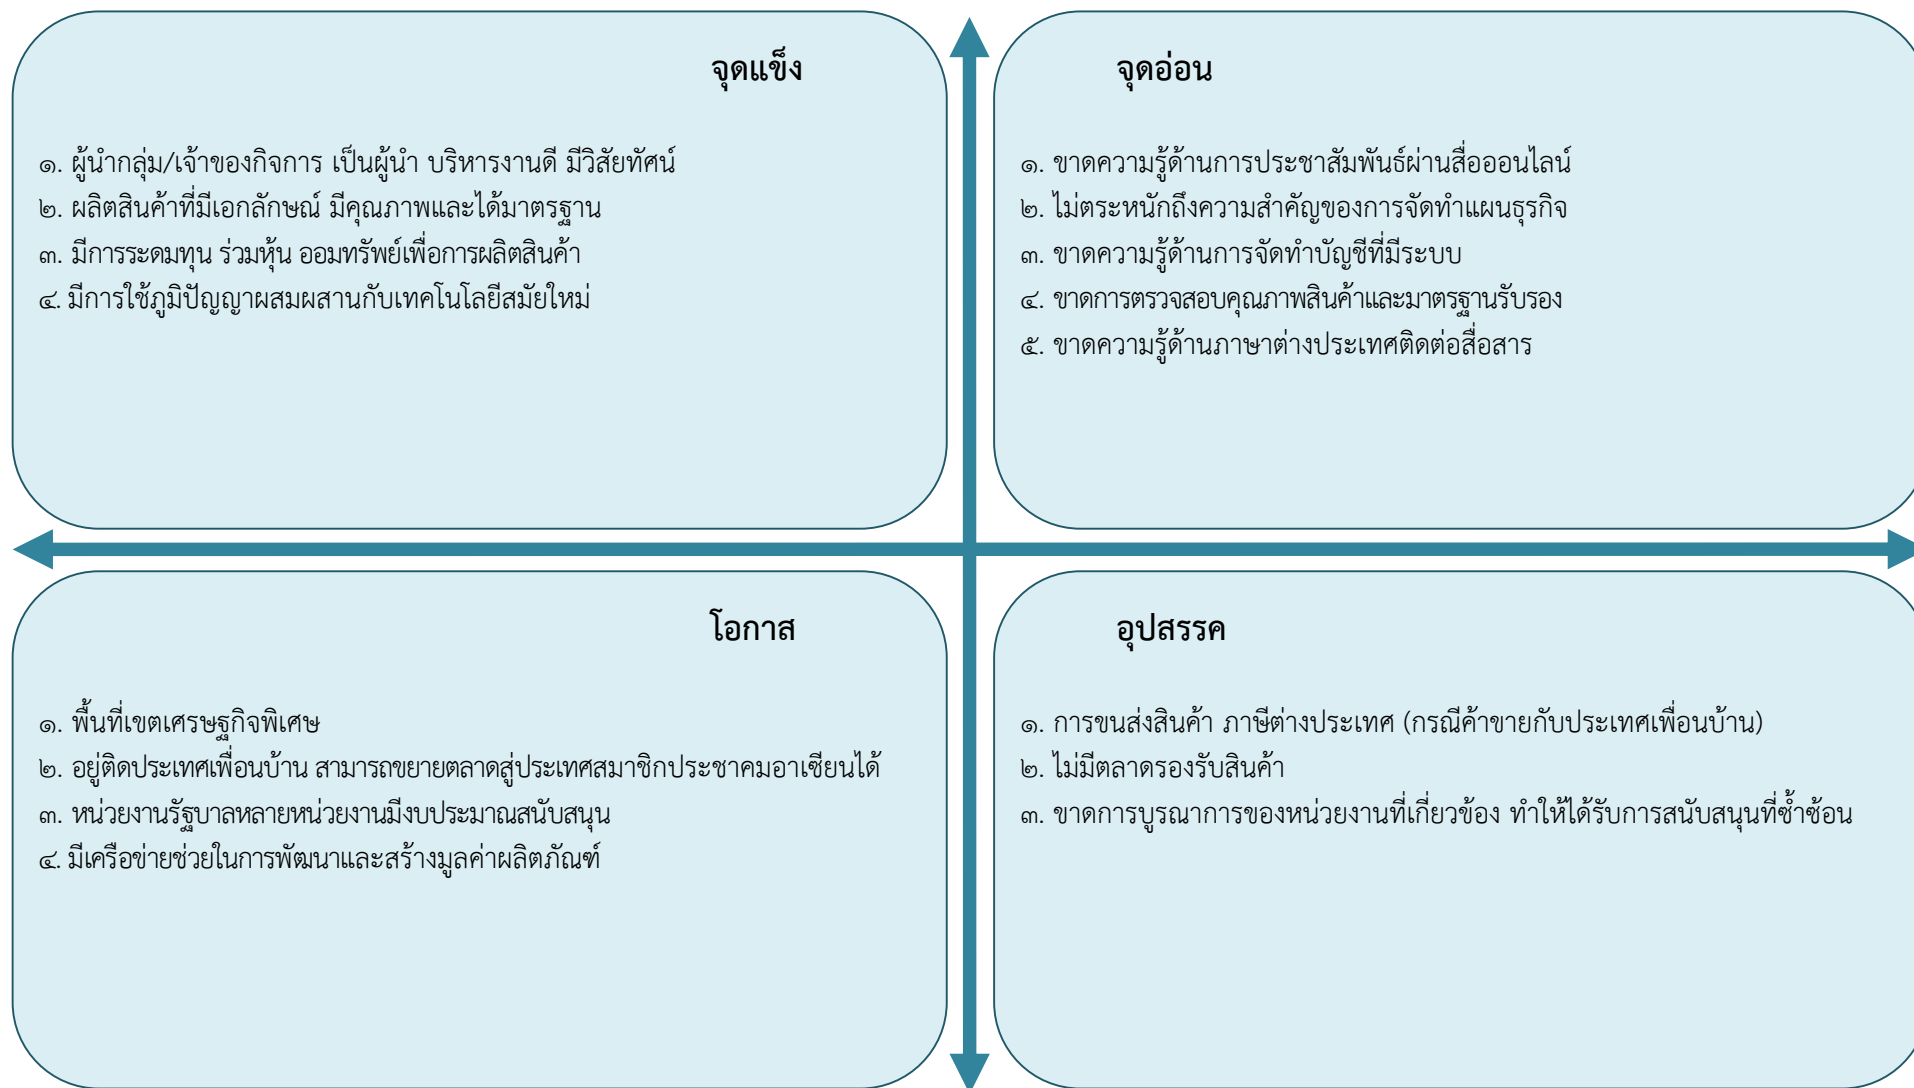 จุดแข็ง
๑. ผู้นำกลุ่ม/เจ้าของกิจการ เป็นผู้นำ บริหารงานดี มีวิสัยทัศน์
๒. ผลิตสินค้าที่มีเอกลักษณ์ มีคุณภาพและได้มาตรฐาน
๓. มีการระดมทุน ร่วมหุ้น ออมทรัพย์เพื่อการผลิตสินค้า
๔. มีการใช้ภูมิปัญญาผสมผสานกับเทคโนโลยีสมัยใหม่
จุดอ่อน
๑. ขาดความรู้ด้านการประชาสัมพันธ์ผ่านสื่อออนไลน์
๒. ไม่ตระหนักถึงความสำคัญของการจัดทำแผนธุรกิจ
๓. ขาดความรู้ด้านการจัดทำบัญชีที่มีระบบ
๔. ขาดการตรวจสอบคุณภาพสินค้าและมาตรฐานรับรอง
๕. ขาดความรู้ด้านภาษาต่างประเทศติดต่อสื่อสาร
โอกาส
๑. พื้นที่เขตเศรษฐกิจพิเศษ
๒. อยู่ติดประเทศเพื่อนบ้าน สามารถขยายตลาดสู่ประเทศสมาชิกประชาคมอาเซียนได้
๓. หน่วยงานรัฐบาลหลายหน่วยงานมีงบประมาณสนับสนุน
๔. มีเครือข่ายช่วยในการพัฒนาและสร้างมูลค่าผลิตภัณฑ์
อุปสรรค
๑. การขนส่งสินค้า ภาษีต่างประเทศ (กรณีค้าขายกับประเทศเพื่อนบ้าน)
๒. ไม่มีตลาดรองรับสินค้า
๓. ขาดการบูรณาการของหน่วยงานที่เกี่ยวข้อง ทำให้ได้รับการสนับสนุนที่ซ้ำซ้อน